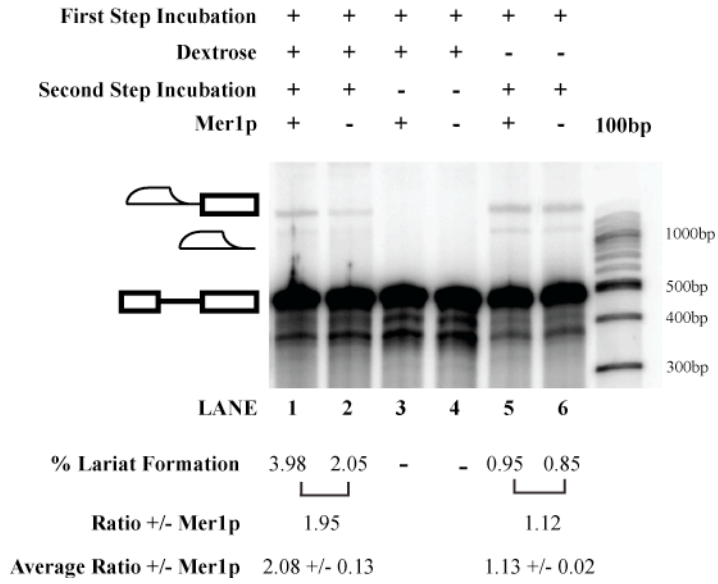 First Step Incubation + + + + + +
Dextrose + + + + - -
Second Step Incubation + + - - + +
Mer1p + - + - + - 100bp
1000bp
500bp
400bp
300bp
LANE 1 2 3 4 5 6
% Lariat Formation 3.98 2.05 - - 0.95 0.85
Ratio +/- Mer1p 1.95 1.12
Average Ratio +/- Mer1p 2.08 +/- 0.13 1.13 +/- 0.02